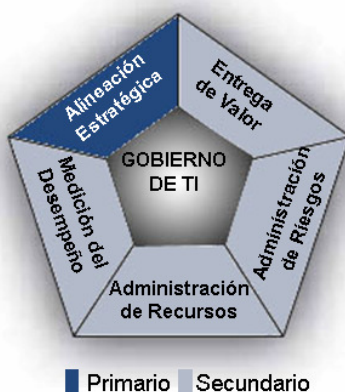 Alineación
Estratégica
Entrega
de Valor
GOBIERNO
DE TI
Medición del
Desempeño
Administración
de Riesgos
Administración
de Recursos
Primario Secundario